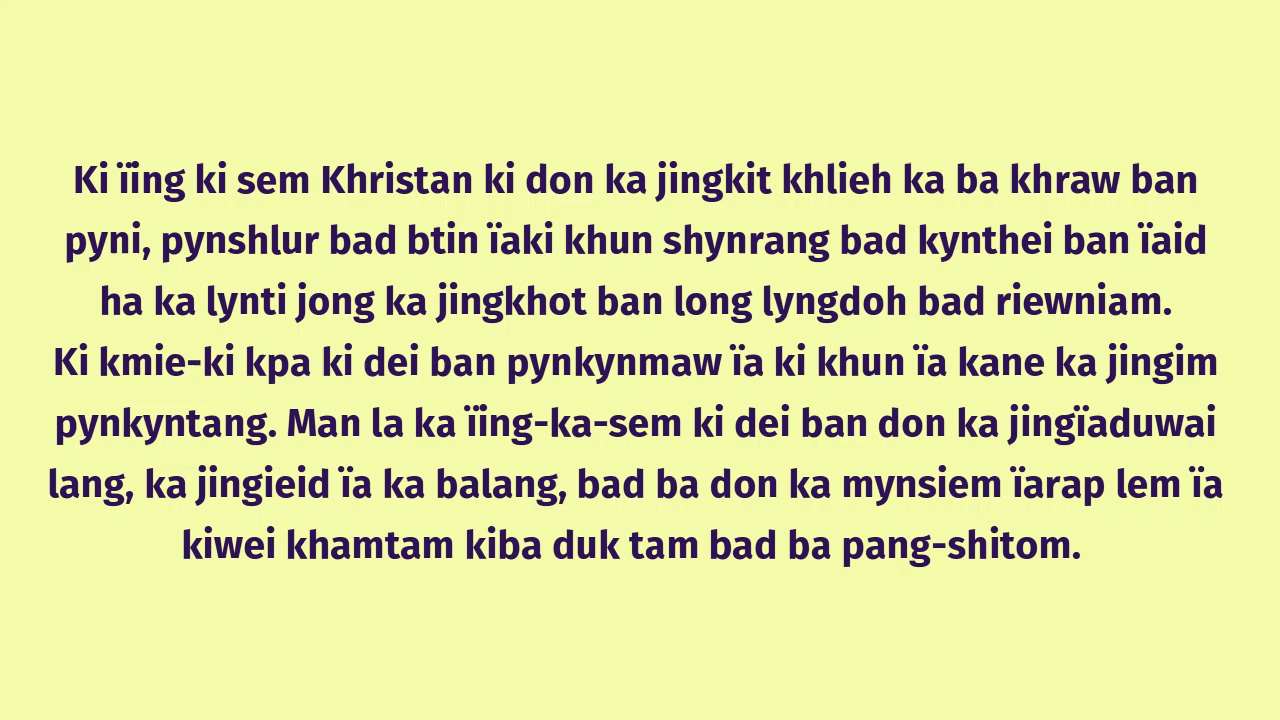 Ki ïing ki sem Khristan ki don ka jingkit khlieh ka ba khraw ban
pyni, pynshlur bad btin ïaki khun shynrang bad kynthei ban ïaid
ha ka lynti jong ka jingkhot ban long lyngdoh bad riewniam.
Ki kmie-ki kpa ki dei ban pynkynmaw ïa ki khun ïa kane ka jingim
pynkyntang. Man la ka ïing-ka-sem ki dei ban don ka jingïaduwai
lang, ka jingieid ïa ka balang, bad ba don ka mynsiem ïarap lem ïa
kiwei khamtam kiba duk tam bad ba pang-shitom.